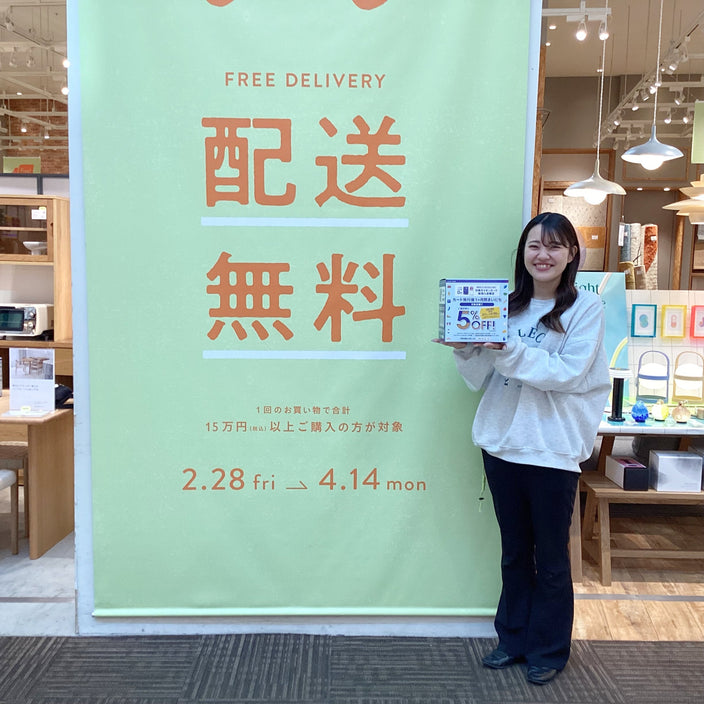 FREE DELIVERY
配送
無料
1回のお買い物で合計
15万円(税込)以上ご購入の方が対象
2.28 fri → 4.14 mon
5%OFF!